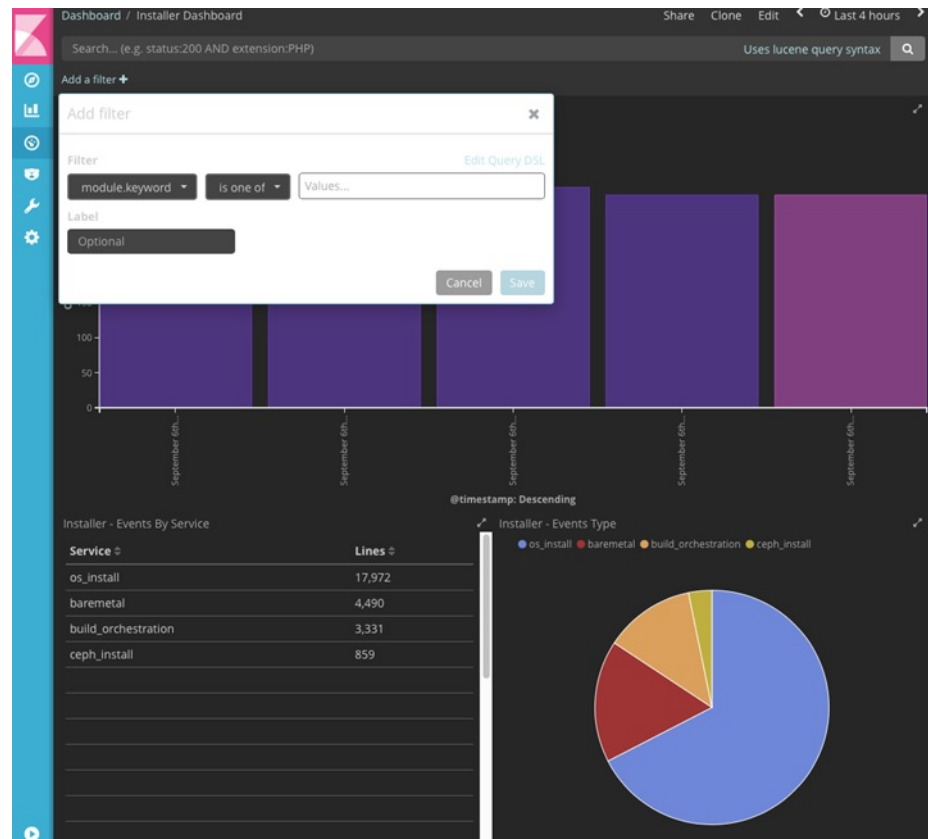 Dashboard / Installer Dashboard Share Clone Edit Last 4 hours
Search... (e.g. status:200 AND extension:PHP) Uses lucene query syntax
Add a filter +
Add filter
Filter Edit Query DSL
module.keyword is one of Values...
Label
Optional
Cancel Save
100
50
0
September 6th...
September 6th...
September 6th...
September 6th...
September 6th...
@timestamp: Descending
Installer - Events By Service
Service Lines
os_install 17,972
baremetal 4,490
build_orchestration 3,331
ceph_install 859
Installer - Events Type
os_install baremetal build_orchestration ceph_install